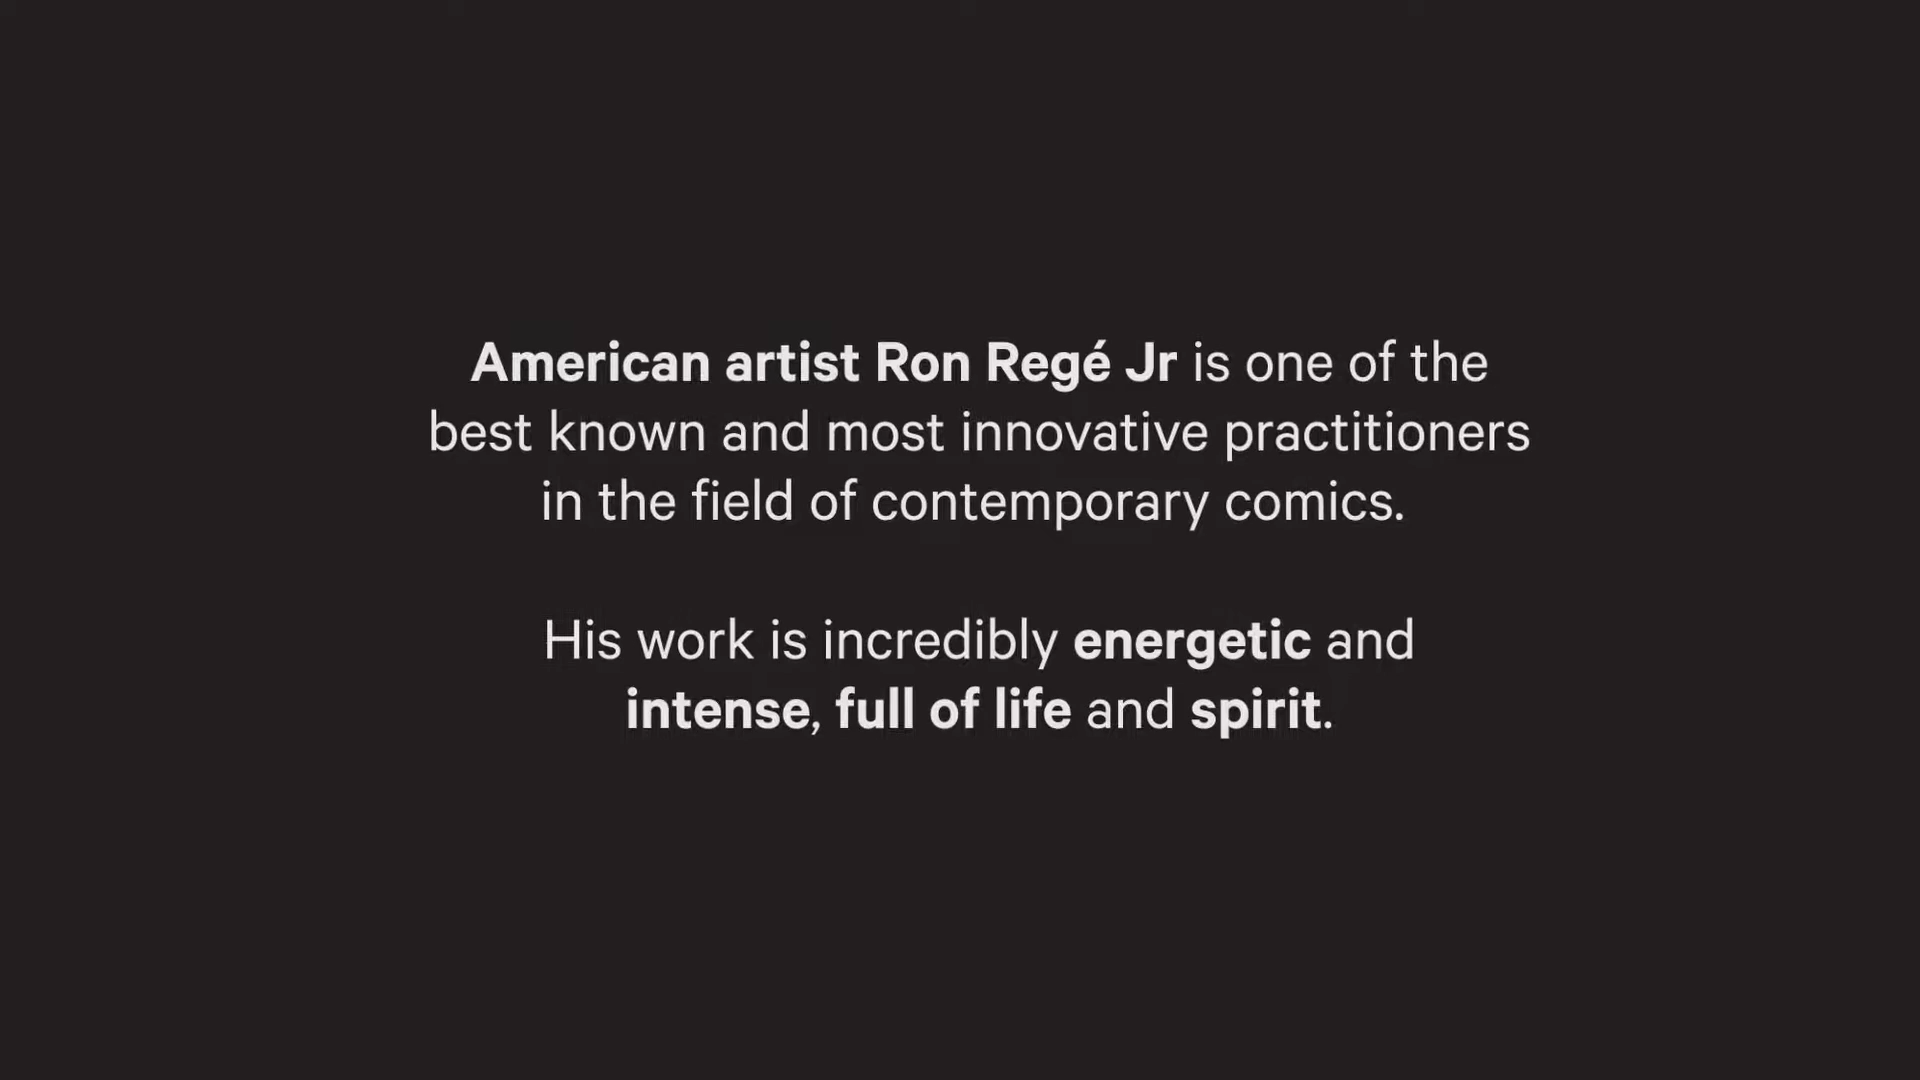 American artist Ron Regé Jr is one of the
best known and most innovative practitioners
in the field of contemporary comics.
His work is incredibly energetic and
intense, full of life and spirit.